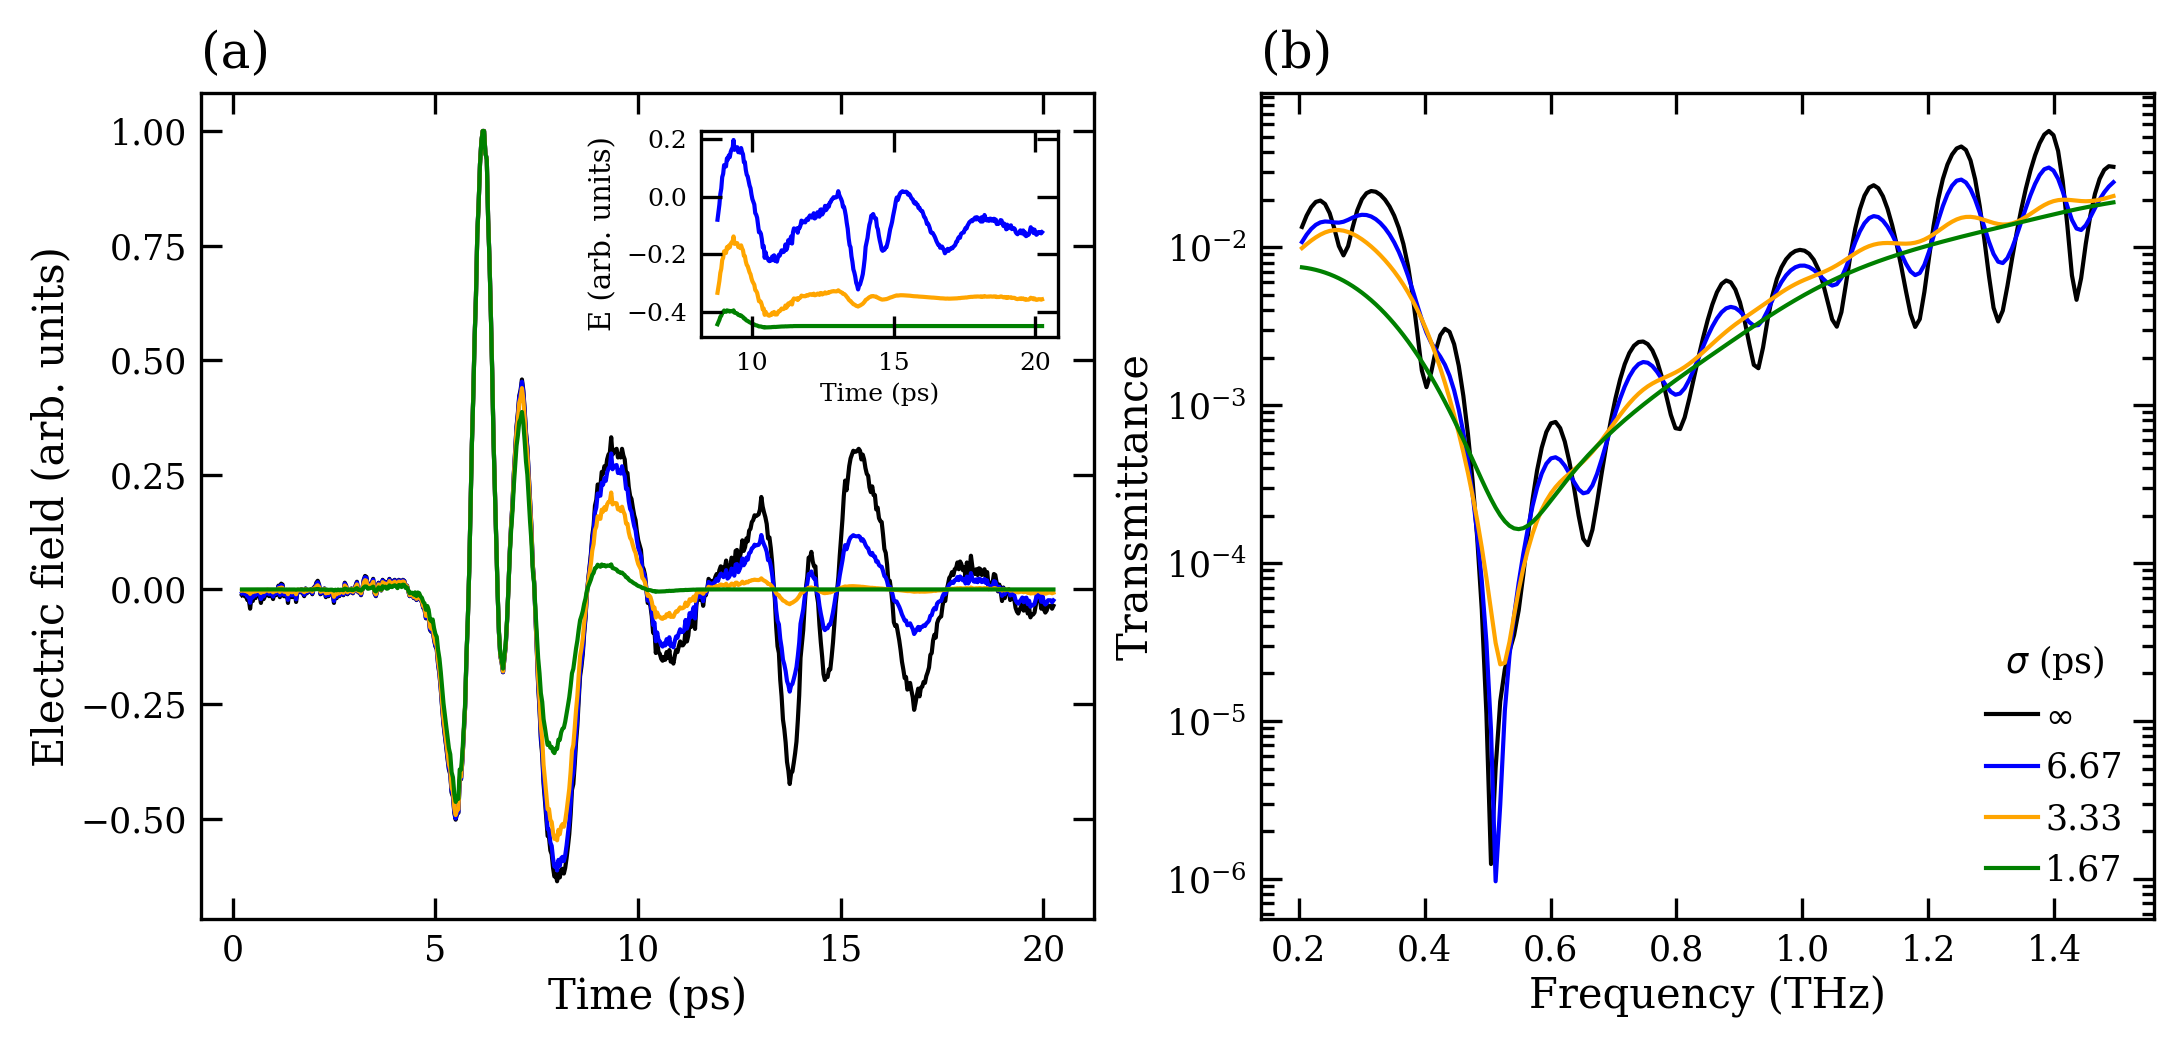 (a)
Electric field (arb. units)
1.00
0.75
0.50
0.25
0.00
−0.25
−0.50
0 5 10 15 20
Time (ps)
E (arb. units)
0.2
0.0
−0.2
−0.4
10 15 20
Time (ps)
(b)
Transmittance
10⁻²
10⁻³
10⁻⁴
10⁻⁵
10⁻⁶
0.2 0.4 0.6 0.8 1.0 1.2 1.4
Frequency (THz)
σ (ps)
∞
6.67
3.33
1.67